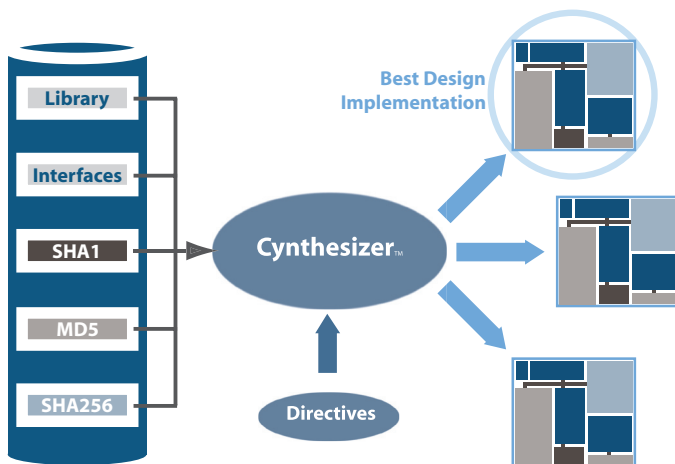 Library
Interfaces
SHA1
MD5
SHA256
Cynthesizer™
Directives
Best Design
Implementation